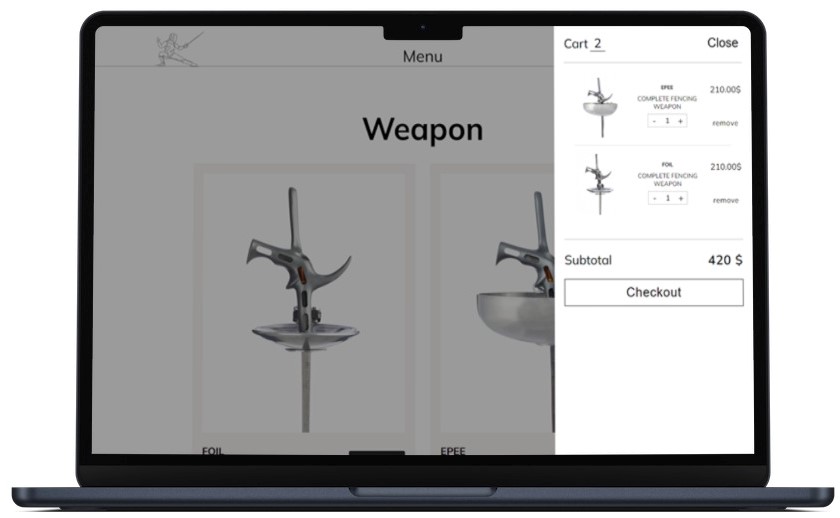 Menu
Weapon
FOIL
EPEE
Cart 2
Close
EPEE
COMPLETE FENCING
WEAPON
- 1 +
210.00$
remove
FOIL
COMPLETE FENCING
WEAPON
- 1 +
210.00$
remove
Subtotal
420 $
Checkout